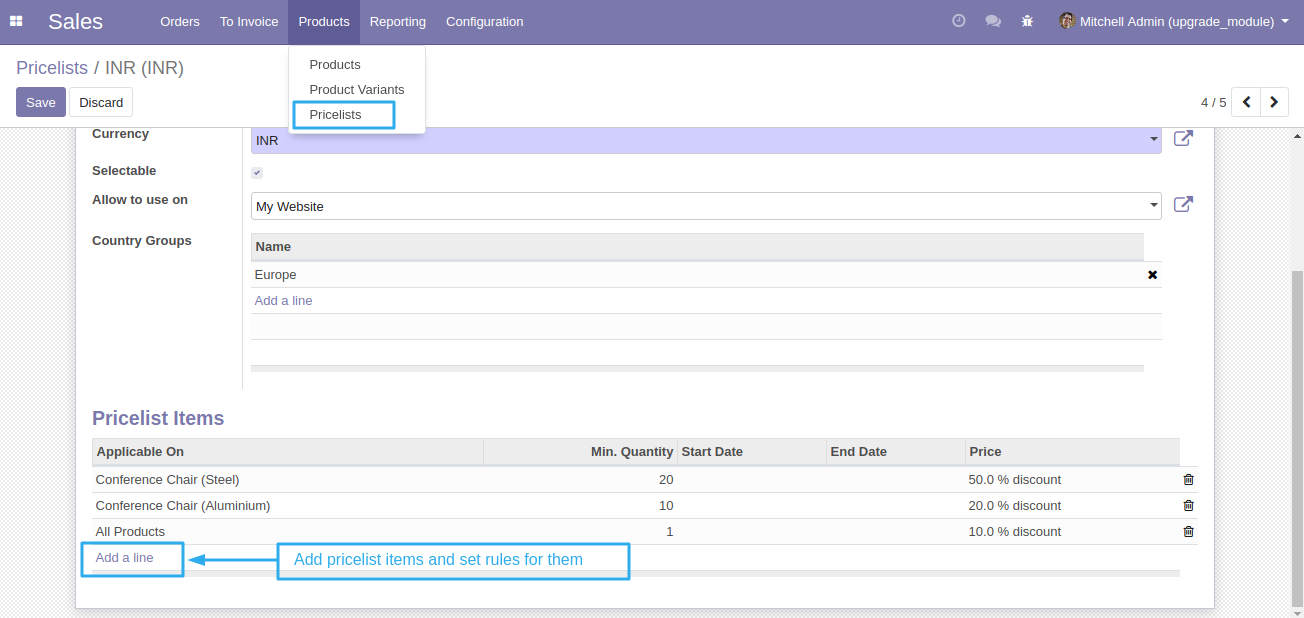 Sales Orders To Invoice Products Reporting Configuration Mitchell Admin (upgrade_module)
Products
Product Variants
Pricelists
Pricelists / INR (INR)
Save Discard
4 / 5
Currency INR
Selectable
Allow to use on My Website
Country Groups Name
Europe
Add a line
Pricelist Items
Applicable On Min. Quantity Start Date End Date Price
Conference Chair (Steel) 20 50.0 % discount
Conference Chair (Aluminium) 10 20.0 % discount
All Products 1 10.0 % discount
Add a line Add pricelist items and set rules for them